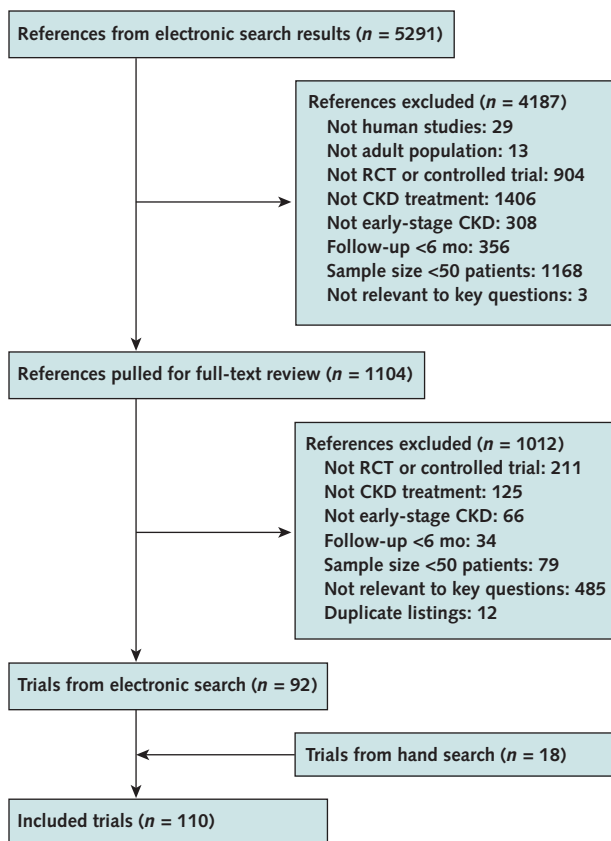 References from electronic search results (n = 5291)
References excluded (n = 4187)
Not human studies: 29
Not adult population: 13
Not RCT or controlled trial: 904
Not CKD treatment: 1406
Not early-stage CKD: 308
Follow-up <6 mo: 356
Sample size <50 patients: 1168
Not relevant to key questions: 3
References pulled for full-text review (n = 1104)
References excluded (n = 1012)
Not RCT or controlled trial: 211
Not CKD treatment: 125
Not early-stage CKD: 66
Follow-up <6 mo: 34
Sample size <50 patients: 79
Not relevant to key questions: 485
Duplicate listings: 12
Trials from electronic search (n = 92)
Trials from hand search (n = 18)
Included trials (n = 110)